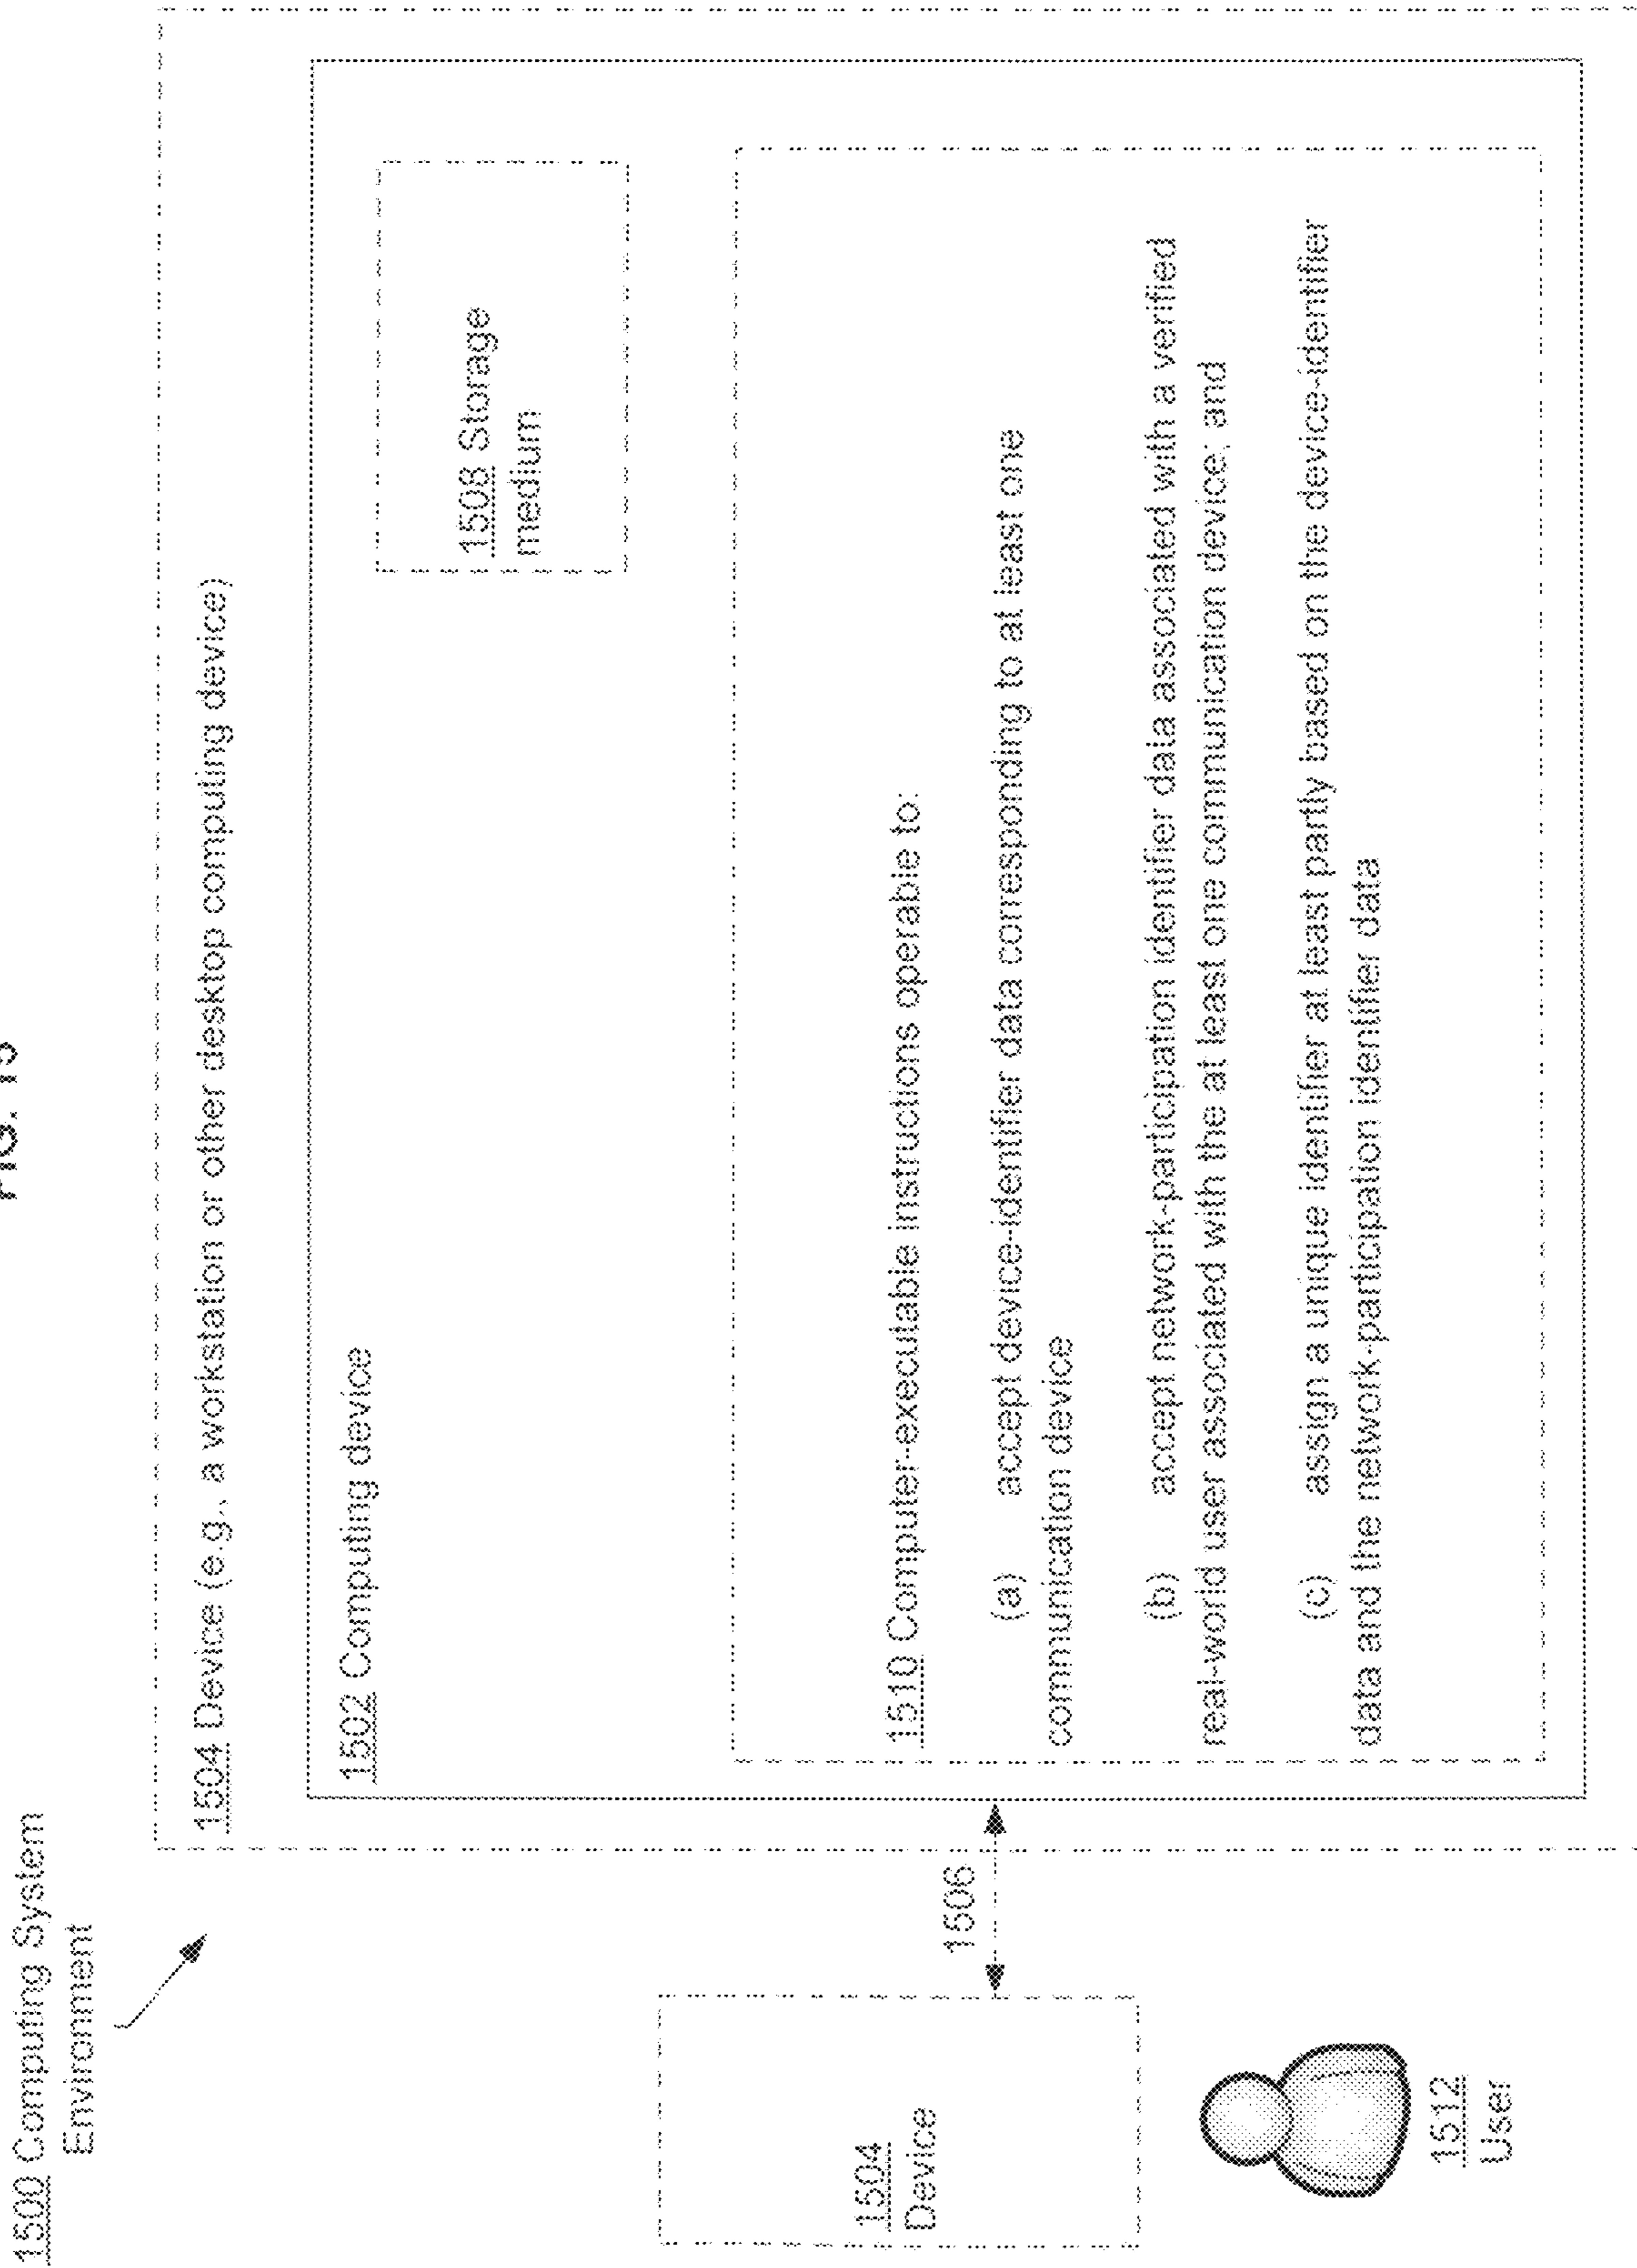 FIG. 15
1500 Computing System
Environment
1504 Device (e.g., a workstation or other desktop computing device)
1502 Computing device
1508 Storage
medium
1510 Computer-executable instructions operable to:
(a) accept device-identifier data corresponding to at least one
communication device
(b) accept network-participation identifier data associated with a verified
real-world user associated with the at least one communication device; and
(c) assign a unique identifier at least partly based on the device-identifier
data and the network-participation identifier data
1506
1504
Device
1512
User